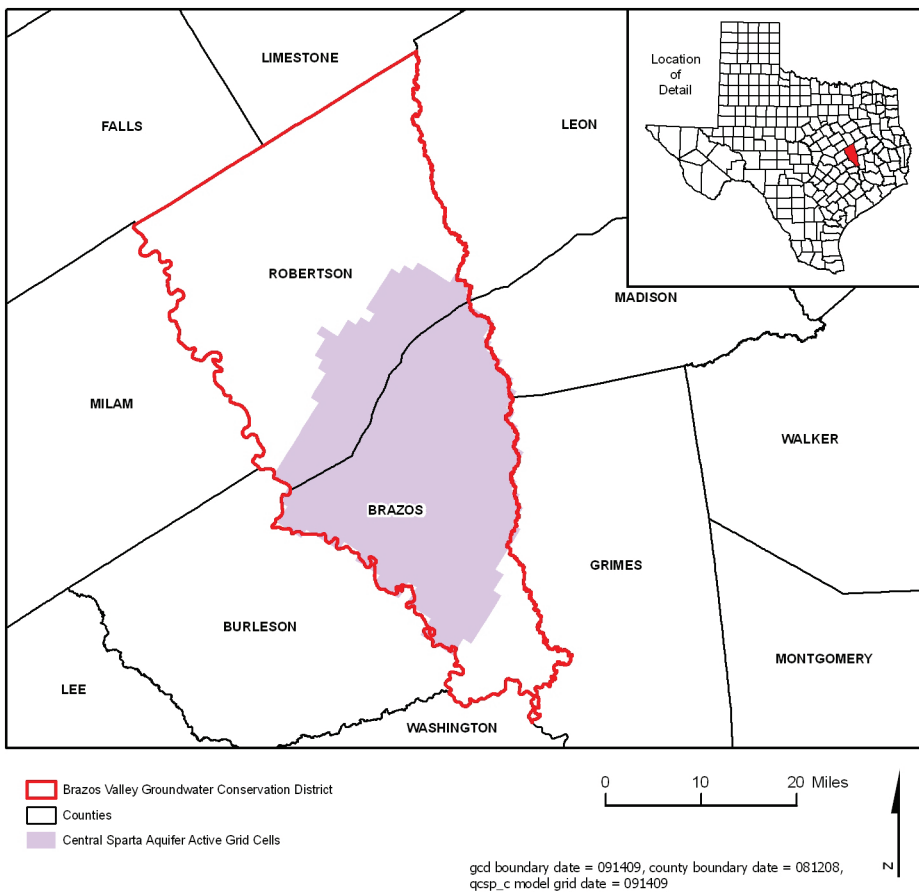 LIMESTONE
FALLS
LEON
Location
of
Detail
ROBERTSON
MADISON
MILAM
WALKER
BRAZOS
GRIMES
BURLESON
MONTGOMERY
LEE
WASHINGTON
Brazos Valley Groundwater Conservation District
Counties
Central Sparta Aquifer Active Grid Cells
0 10 20 Miles
N
gcd boundary date = 091409, county boundary date = 081208,
qcsp_c model grid date = 091409